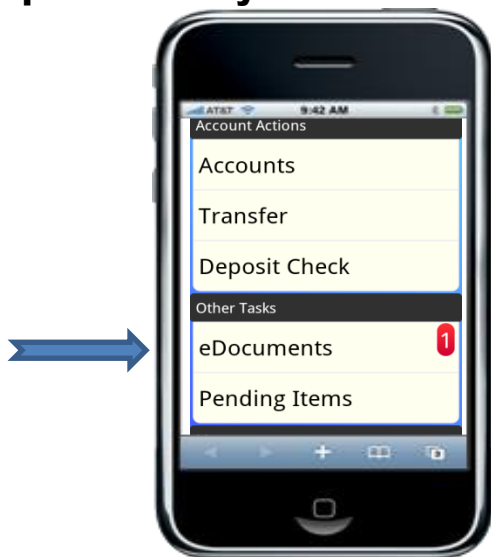 AT&T 9:42 AM
Account Actions
Accounts
Transfer
Deposit Check
Other Tasks
eDocuments 1
Pending Items